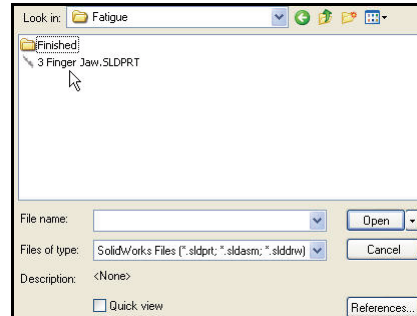 Look in: Fatigue
Finished
3 Finger Jaw.SLDPRT
File name: Open
Files of type: SolidWorks Files (*.sldprt; *.sldasm; *.slddrw) Cancel
Description: <None>
Quick view References...